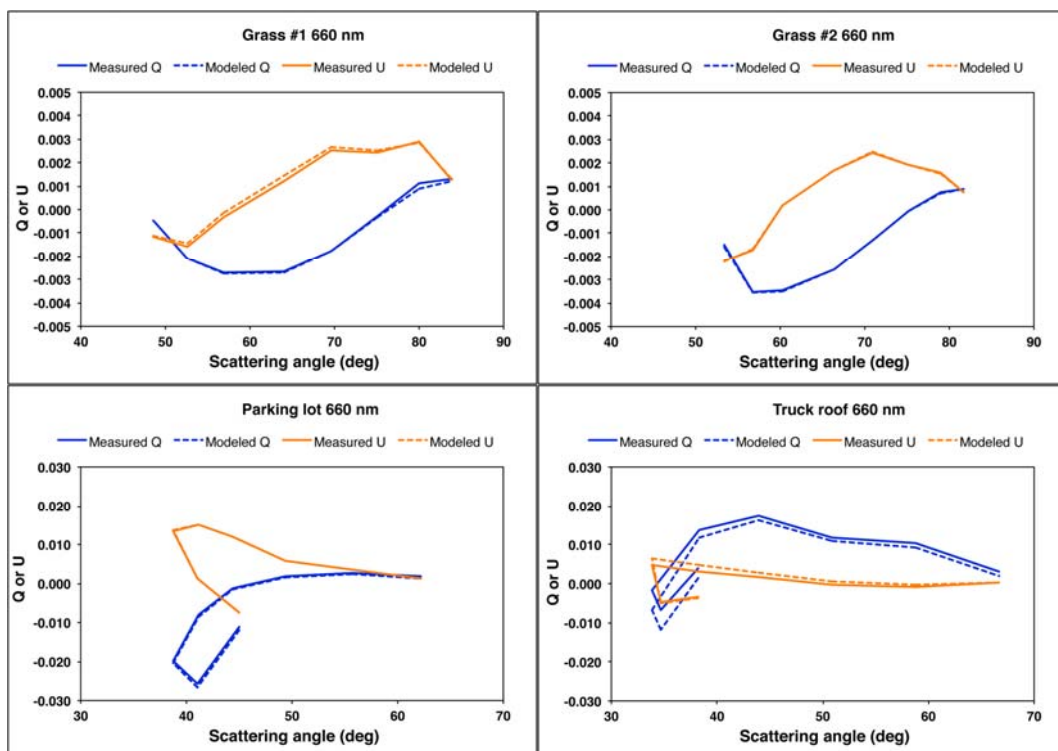 Grass #1 660 nm
Measured Q Modeled Q Measured U Modeled U
0.005
0.004
0.003
0.002
0.001
0.000
-0.001
-0.002
-0.003
-0.004
-0.005
Q or U
40 50 60 70 80 90
Scattering angle (deg)
Grass #2 660 nm
Measured Q Modeled Q Measured U Modeled U
0.005
0.004
0.003
0.002
0.001
0.000
-0.001
-0.002
-0.003
-0.004
-0.005
Q or U
40 50 60 70 80 90
Scattering angle (deg)
Parking lot 660 nm
Measured Q Modeled Q Measured U Modeled U
0.030
0.020
0.010
0.000
-0.010
-0.020
-0.030
Q or U
30 40 50 60 70
Scattering angle (deg)
Truck roof 660 nm
Measured Q Modeled Q Measured U Modeled U
0.030
0.020
0.010
0.000
-0.010
-0.020
-0.030
Q or U
30 40 50 60 70
Scattering angle (deg)